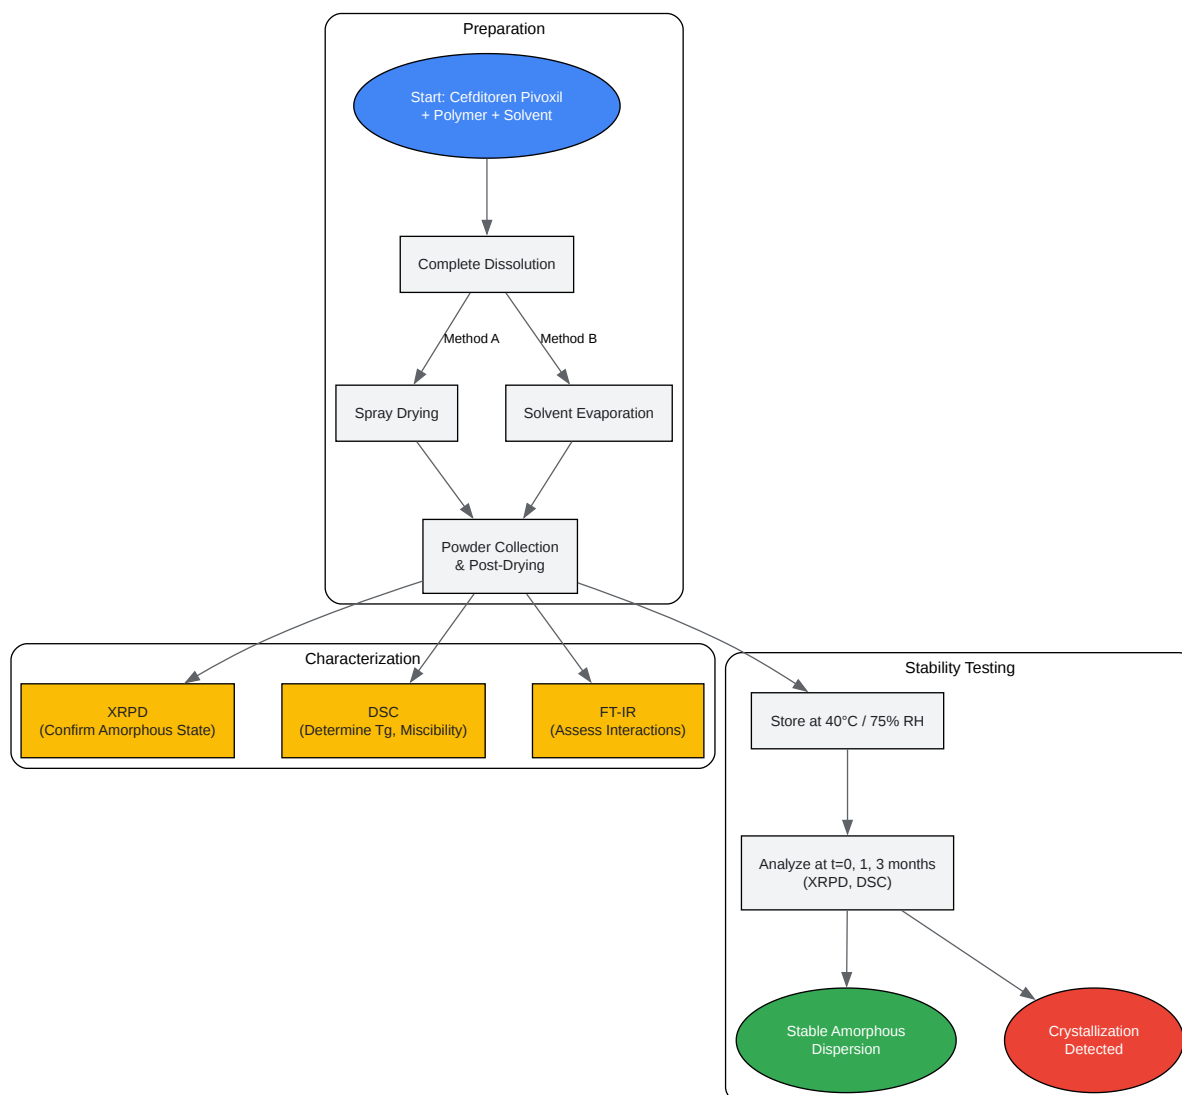 Preparation
Start: Cefditoren Pivoxil
+ Polymer + Solvent
Complete Dissolution
Method A
Method B
Spray Drying
Solvent Evaporation
Powder Collection
& Post-Drying
Characterization
XRPD
(Confirm Amorphous State)
DSC
(Determine Tg, Miscibility)
FT-IR
(Assess Interactions)
Stability Testing
Store at 40°C / 75% RH
Analyze at t=0, 1, 3 months
(XRPD, DSC)
Stable Amorphous
Dispersion
Crystallization
Detected